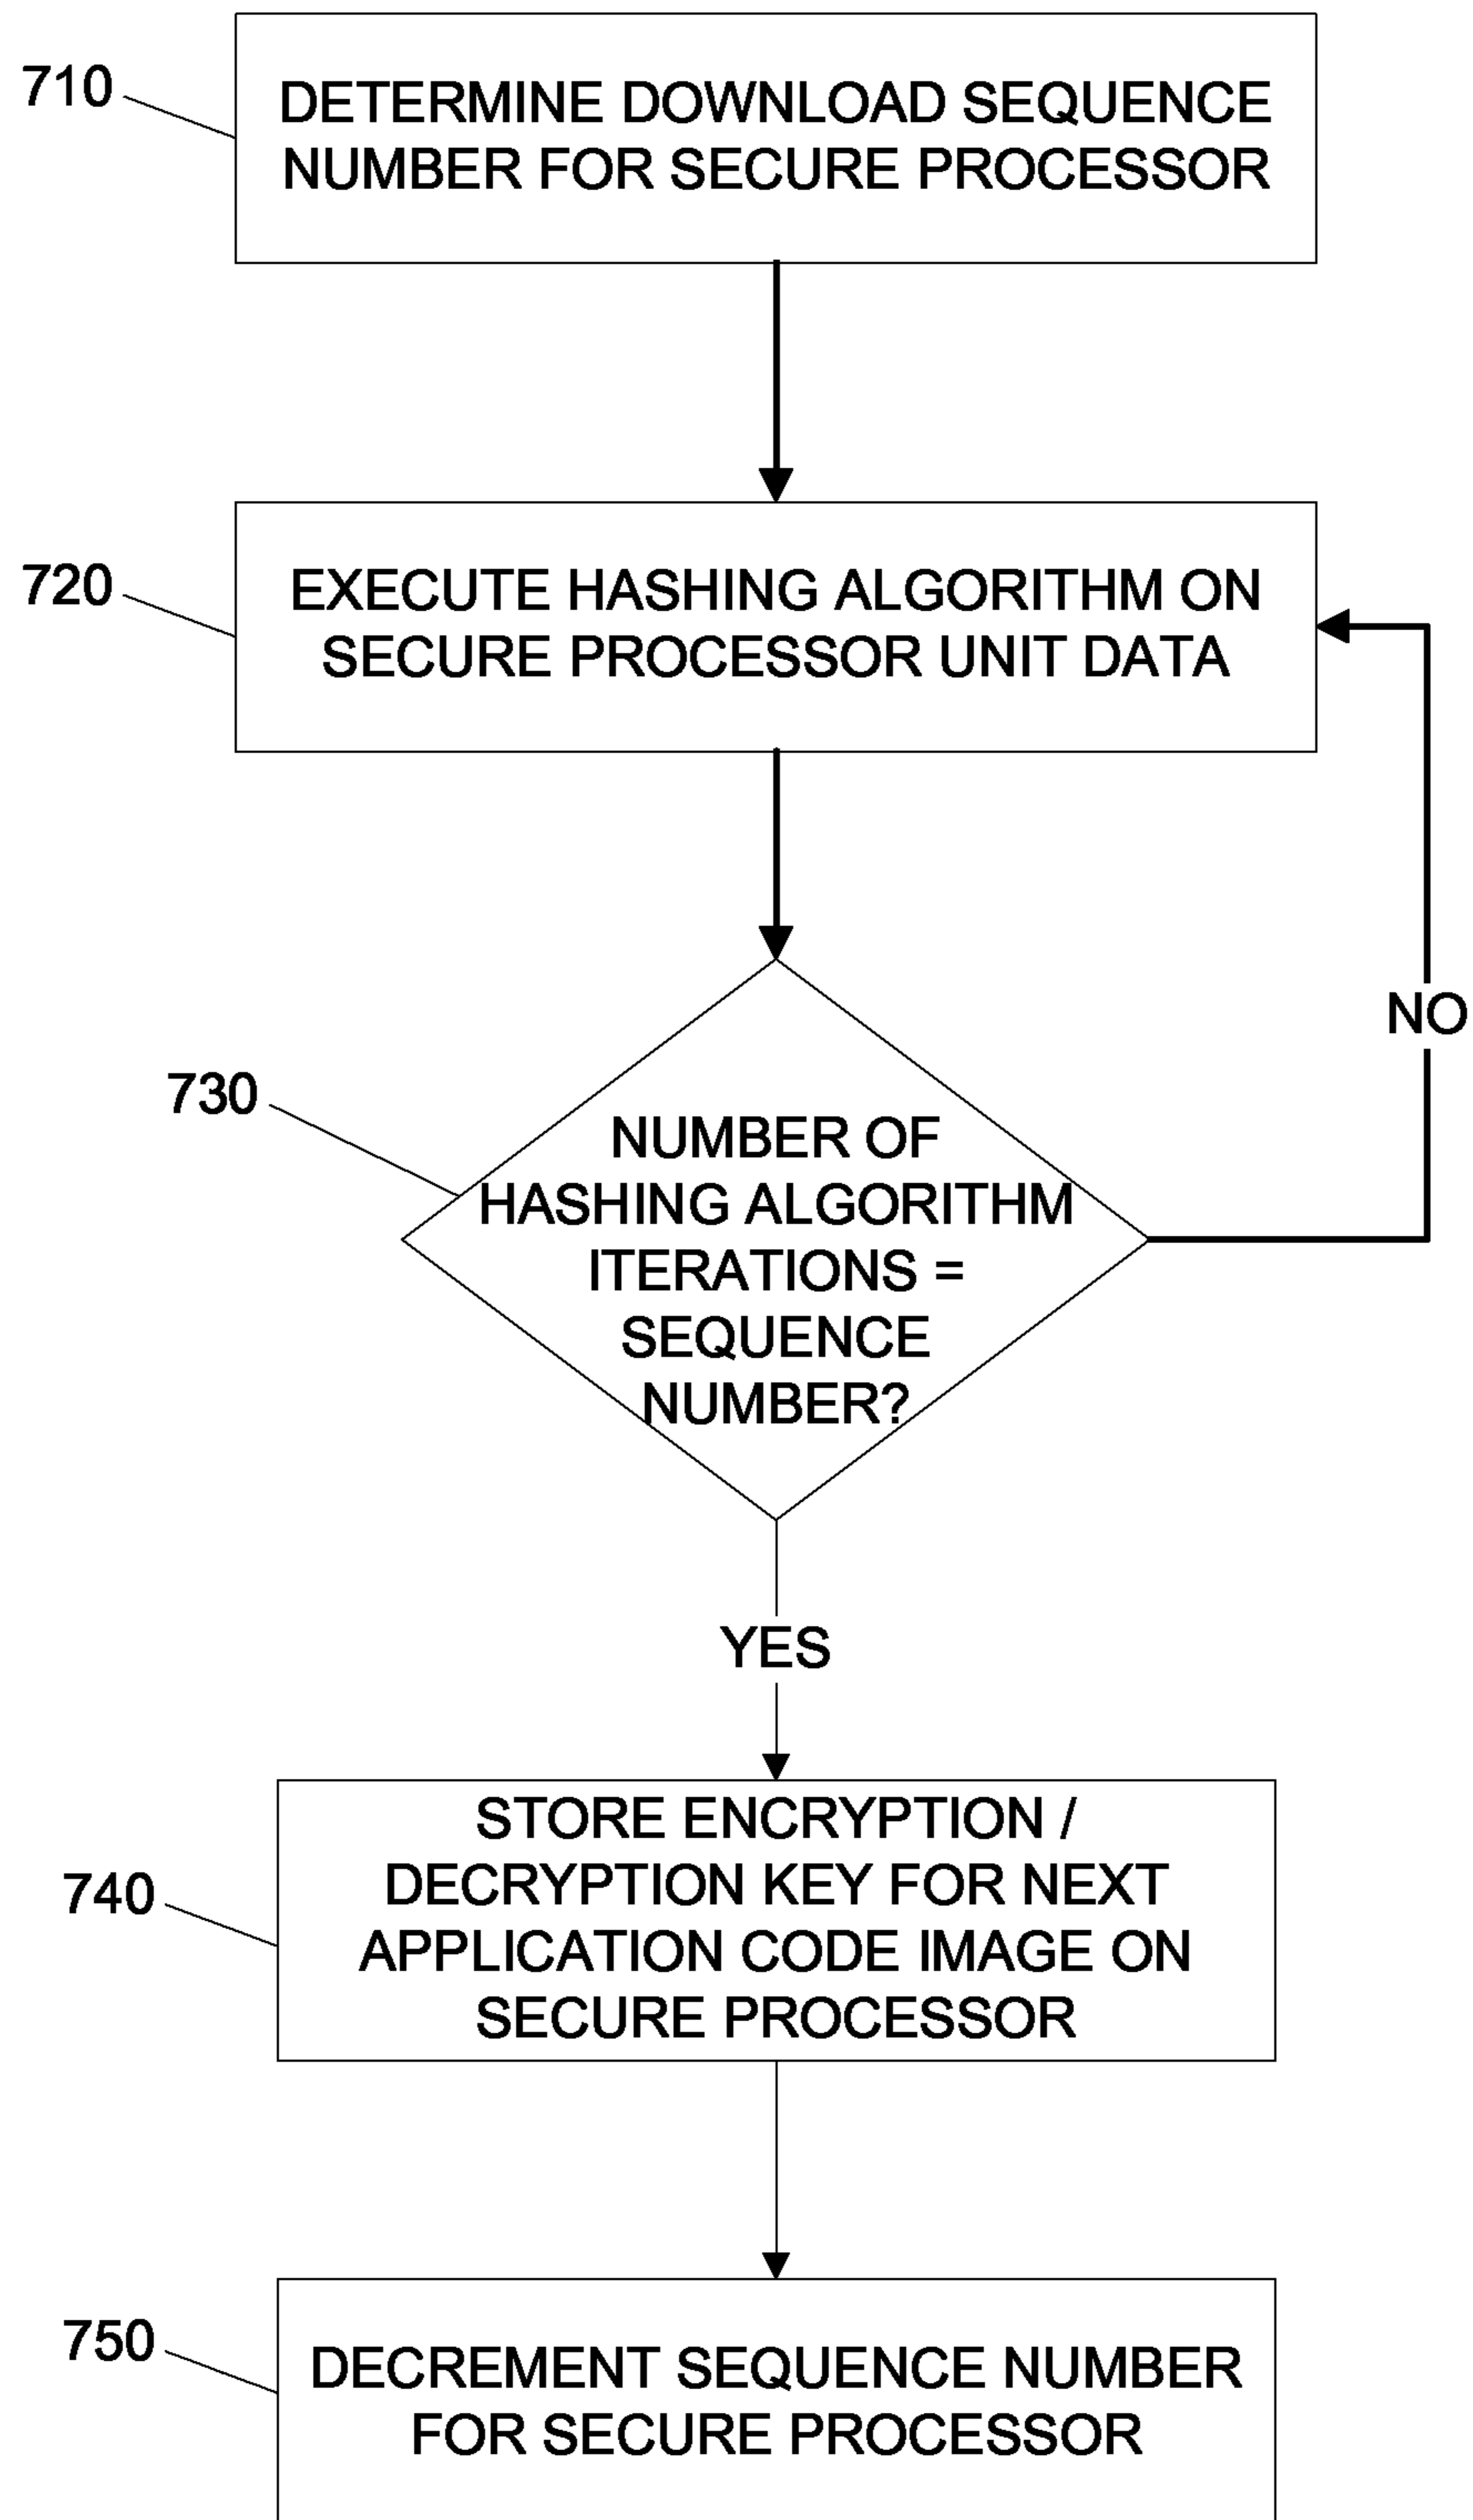 710
DETERMINE DOWNLOAD SEQUENCE
NUMBER FOR SECURE PROCESSOR
720
EXECUTE HASHING ALGORITHM ON
SECURE PROCESSOR UNIT DATA
NO
730
NUMBER OF
HASHING ALGORITHM
ITERATIONS =
SEQUENCE
NUMBER?
YES
740
STORE ENCRYPTION /
DECRYPTION KEY FOR NEXT
APPLICATION CODE IMAGE ON
SECURE PROCESSOR
750
DECREMENT SEQUENCE NUMBER
FOR SECURE PROCESSOR